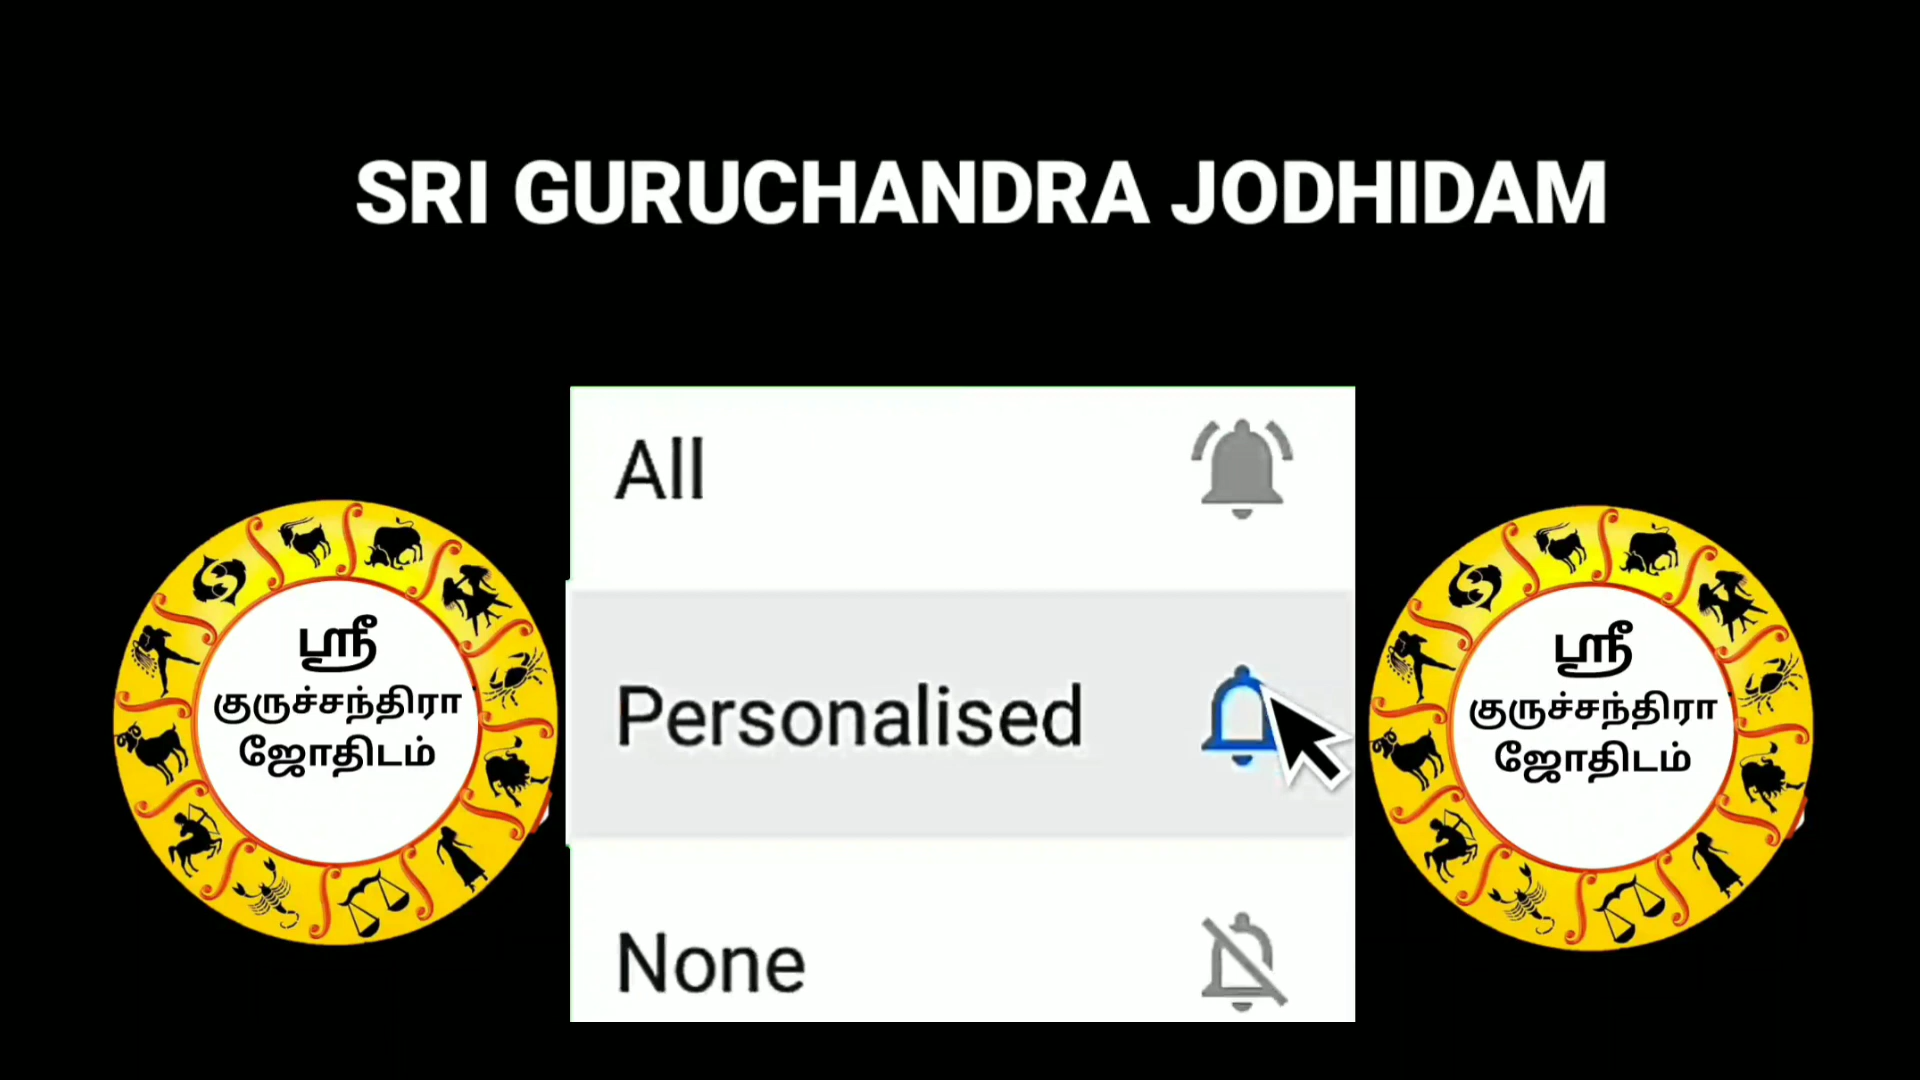 SRI GURUCHANDRA JODHIDAM
All
Personalised
None
ஸ்ரீ
குருச்சந்திரா
ஜோதிடம்
ஸ்ரீ
குருச்சந்திரா
ஜோதிடம்